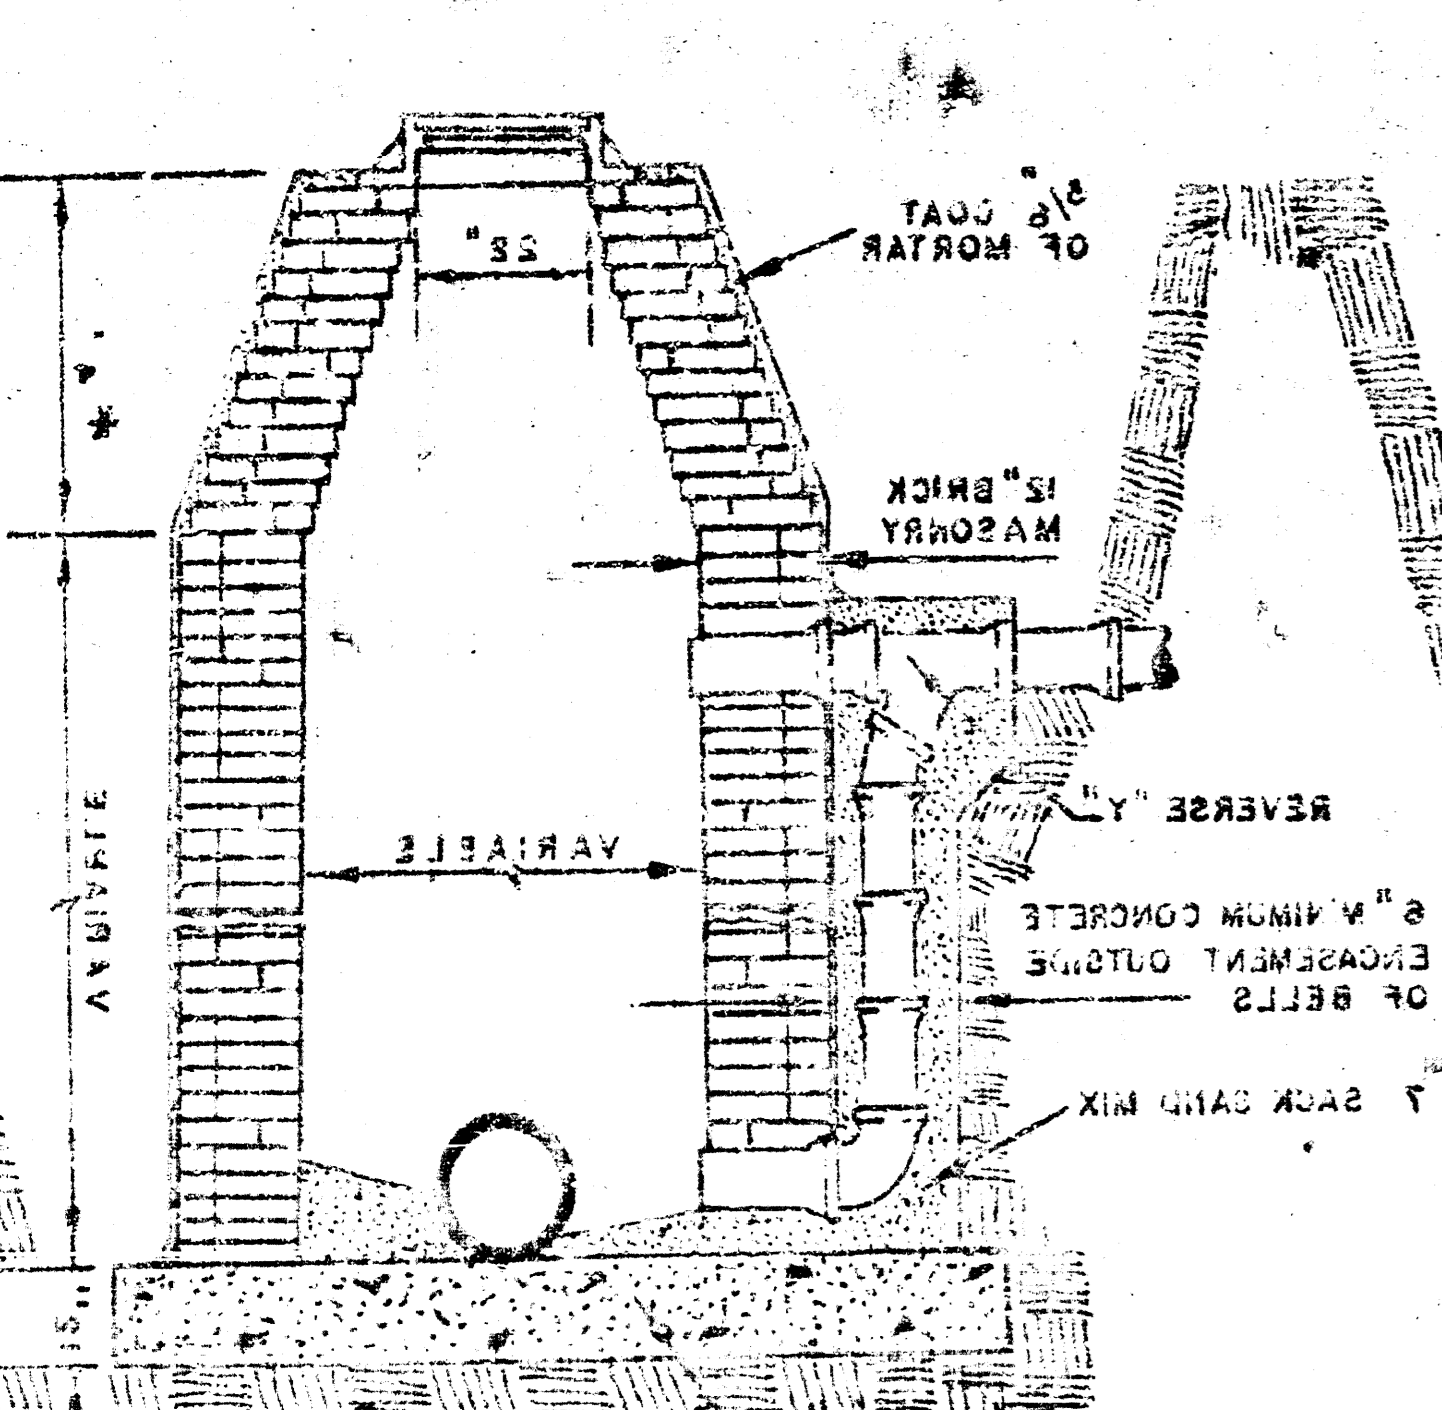 5/8" COAT
OF MORTAR
22"
12" BRICK
MASONRY
REVERSE "Y"
VARIABLE
VARIABLE
6" MINIMUM CONCRETE
ENCASEMENT OUTSIDE
OF BELLS
7 SACK SAND MIX